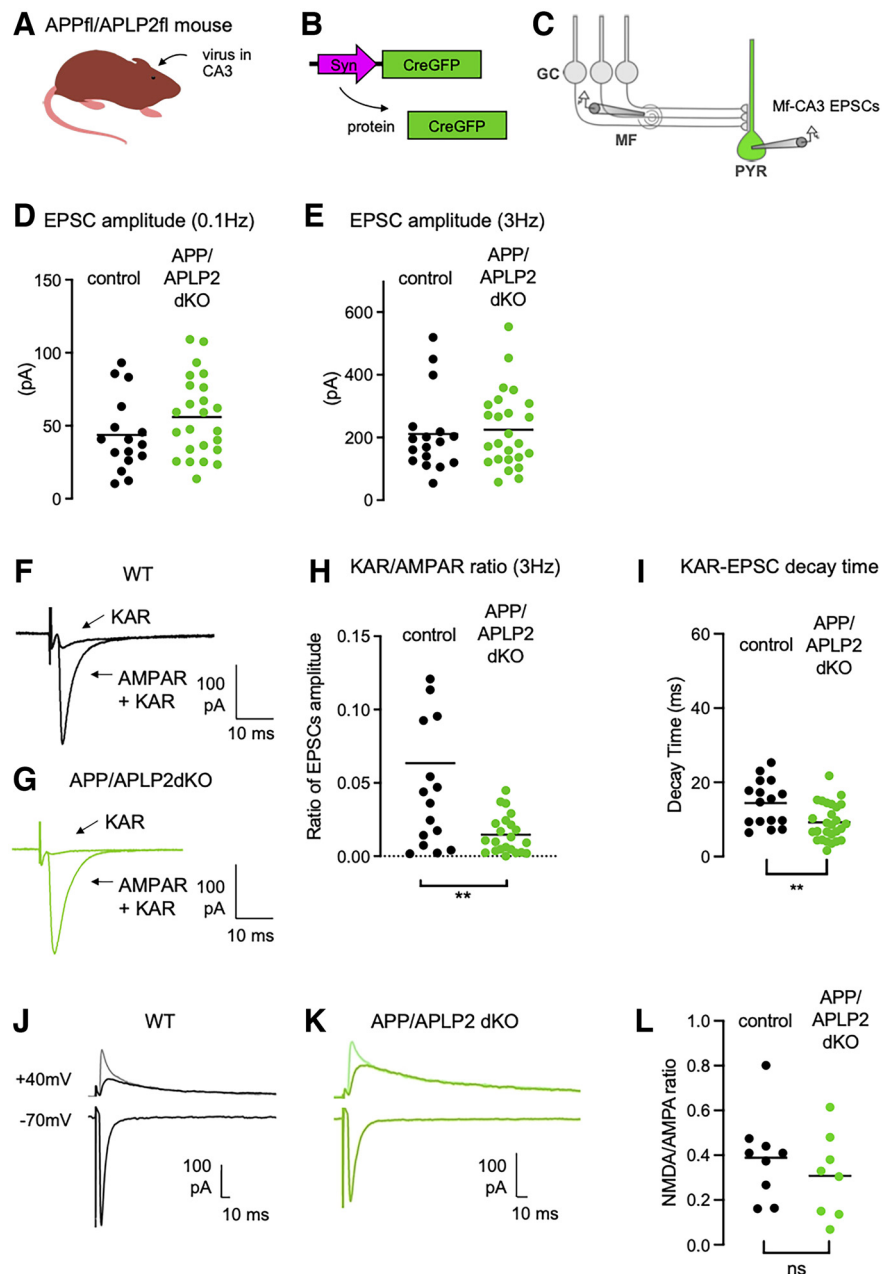 A APPfl/APLP2fl mouse
virus in
CA3
B
Syn
CreGFP
protein
CreGFP
C
GC
MF
Mf-CA3 EPSCs
PYR
D EPSC amplitude (0.1Hz)
control
APP/
APLP2
dKO
(pA)
150
100
50
0
E EPSC amplitude (3Hz)
control
APP/
APLP2
dKO
(pA)
600
400
200
0
F WT
KAR
AMPAR
+ KAR
100
pA
10 ms
G APP/APLP2dKO
KAR
AMPAR
+ KAR
100
pA
10 ms
H KAR/AMPAR ratio (3Hz)
control
APP/
APLP2
dKO
Ratio of EPSCs amplitude
0.15
0.10
0.05
0.00
**
I KAR-EPSC decay time
control
APP/
APLP2
dKO
Decay Time (ms)
60
40
20
0
**
J WT
+40mV
-70mV
100
pA
10 ms
K APP/APLP2 dKO
100
pA
10 ms
L
control
APP/
APLP2
dKO
NMDA/AMPA ratio
1.0
0.8
0.6
0.4
0.2
0.0
ns